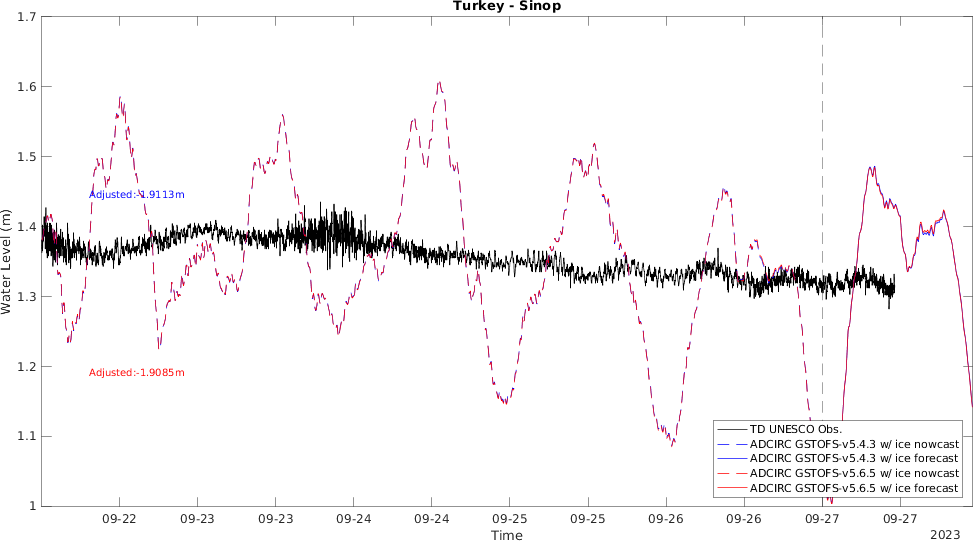 Turkey - Sinop
1.7
1.6
1.5
1.4
1.3
1.2
1.1
1
Water Level (m)
Adjusted:-1.9113m
Adjusted:-1.9085m
TD UNESCO Obs.
ADCIRC GSTOFS-v5.4.3 w/ ice nowcast
ADCIRC GSTOFS-v5.4.3 w/ ice forecast
ADCIRC GSTOFS-v5.6.5 w/ ice nowcast
ADCIRC GSTOFS-v5.6.5 w/ ice forecast
09-22 09-23 09-23 09-24 09-24 09-25 09-25 09-26 09-26 09-27 09-27
Time
2023